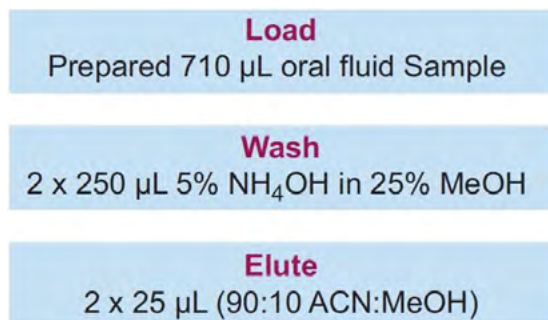 Load
Prepared 710 µL oral fluid Sample
Wash
2 x 250 µL 5% NH₄OH in 25% MeOH
Elute
2 x 25 µL (90:10 ACN:MeOH)